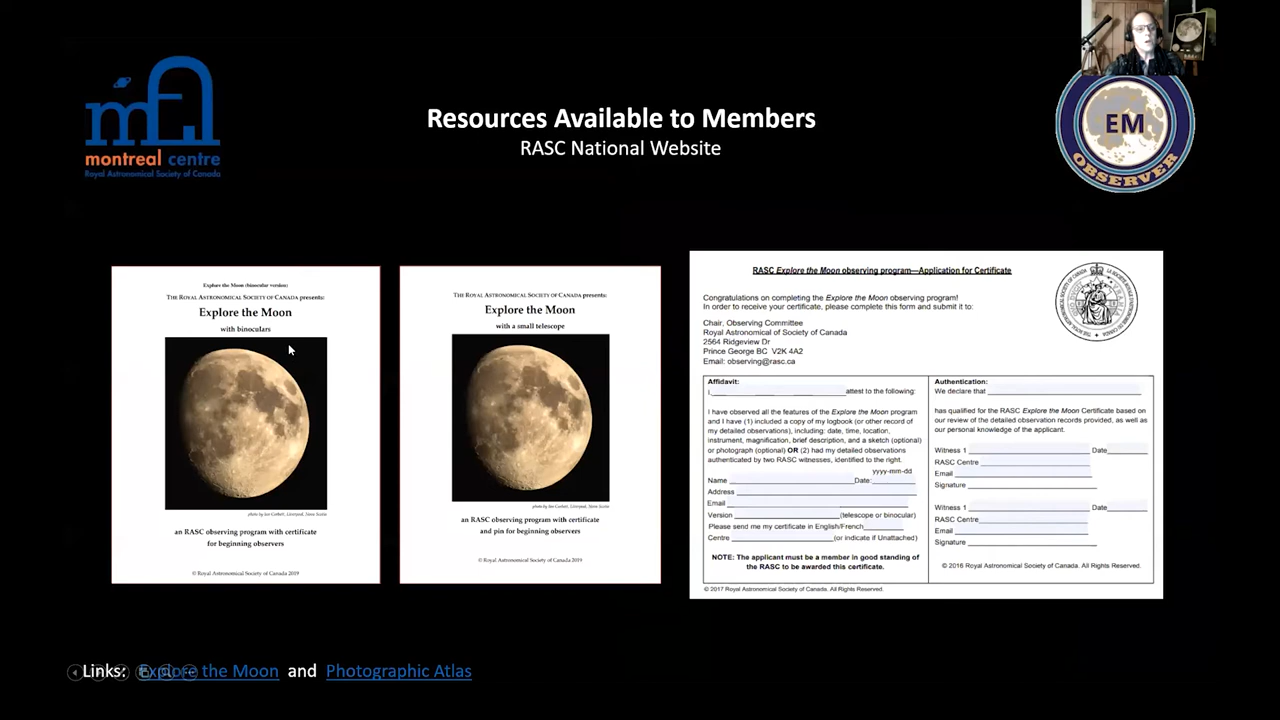 montreal centre
Royal Astronomical Society of Canada
Resources Available to Members
RASC National Website
EM
OBSERVER
Explore the Moon (binocular version)
THE ROYAL ASTRONOMICAL SOCIETY OF CANADA presents:
Explore the Moon
with binoculars
photo by Ian Corbett, Liverpool, Nova Scotia
an RASC observing program with certificate
for beginning observers
© Royal Astronomical Society of Canada 2019
THE ROYAL ASTRONOMICAL SOCIETY OF CANADA presents:
Explore the Moon
with a small telescope
photo by Ian Corbett, Liverpool, Nova Scotia
an RASC observing program with certificate
and pin for beginning observers
© Royal Astronomical Society of Canada 2019
RASC Explore the Moon observing program—Application for Certificate
Congratulations on completing the Explore the Moon observing program!
In order to receive your certificate, please complete this form and submit it to:
Chair, Observing Committee
Royal Astronomical of Society of Canada
2564 Ridgeview Dr
Prince George BC V2K 4A2
Email: observing@rasc.ca
Affidavit:
I, attest to the following:
I have observed all the features of the Explore the Moon program
and I have (1) included a copy of my logbook (or other record of
my detailed observations), including: date, time, location,
instrument, magnification, brief description, and a sketch (optional)
or photograph (optional) OR (2) had my detailed observations
authenticated by two RASC witnesses, identified to the right.
yyyy-mm-dd
Name Date:
Address
Email
Version (telescope or binocular)
Please send me my certificate in English/French
Centre (or indicate if Unattached)
NOTE: The applicant must be a member in good standing of
the RASC to be awarded this certificate.
Authentication:
We declare that
has qualified for the RASC Explore the Moon Certificate based on
our review of the detailed observation records provided, as well as
our personal knowledge of the applicant.
Witness 1 Date
RASC Centre
Email
Signature
Witness 1 Date
RASC Centre
Email
Signature
© 2016 Royal Astronomical Society of Canada. All Rights Reserved.
© 2017 Royal Astronomical Society of Canada. All Rights Reserved.
Links: Explore the Moon and Photographic Atlas